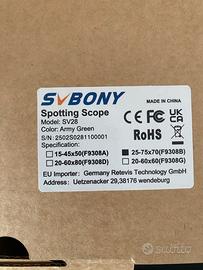 SVBONY
MADE IN CHINA
Spotting Scope
Model: SV28
Color: Army Green
S/N: 2502S0281100001
Specification:
CE
UK CA
RoHS
15-45x50(F9308A)
25-75x70(F9308B)
20-60x80(F9308D)
20-60x60(F9308G)
EU Importer: Germany Retevis Technology GmbH
Address: Uetzenacker 29,38176 wendeburg
subito